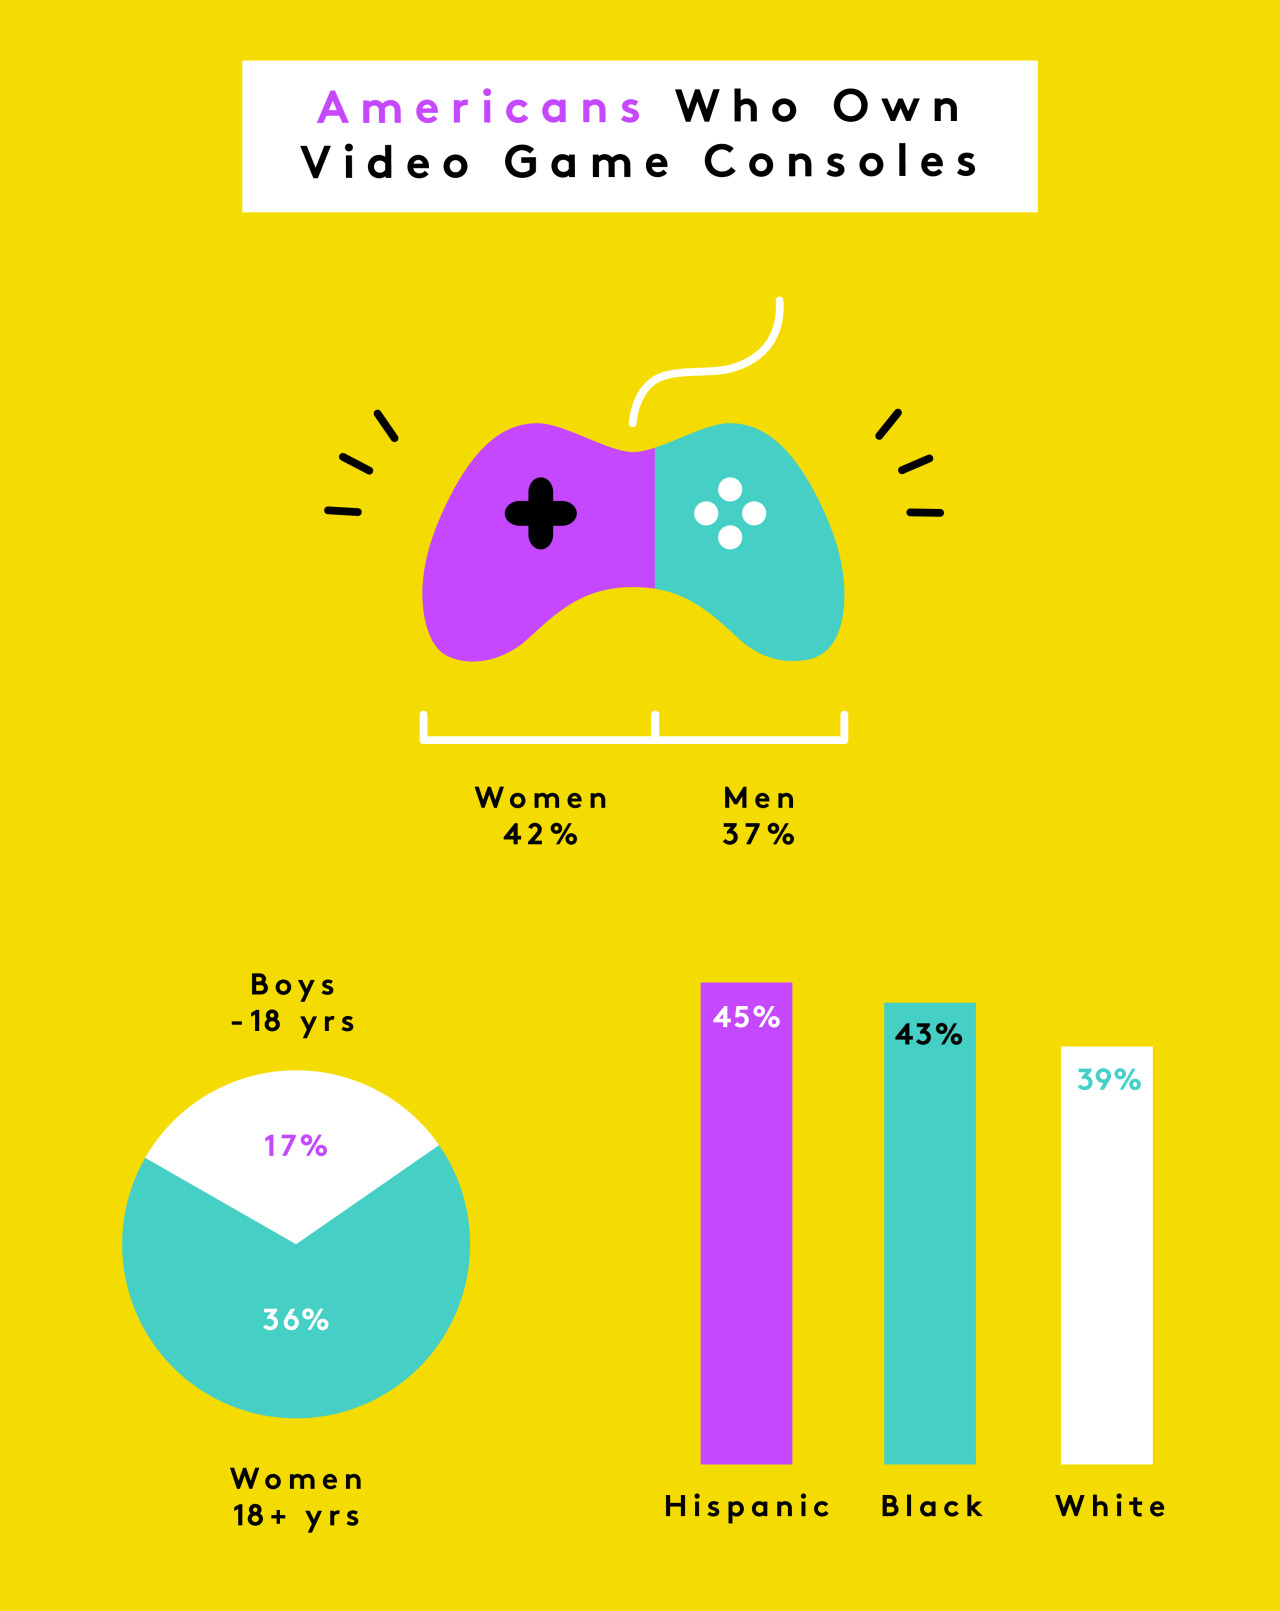 Americans Who Own
Video Game Consoles
Women
42%
Men
37%
Boys
-18 yrs
17%
36%
Women
18+ yrs
45%
43%
39%
Hispanic
Black
White